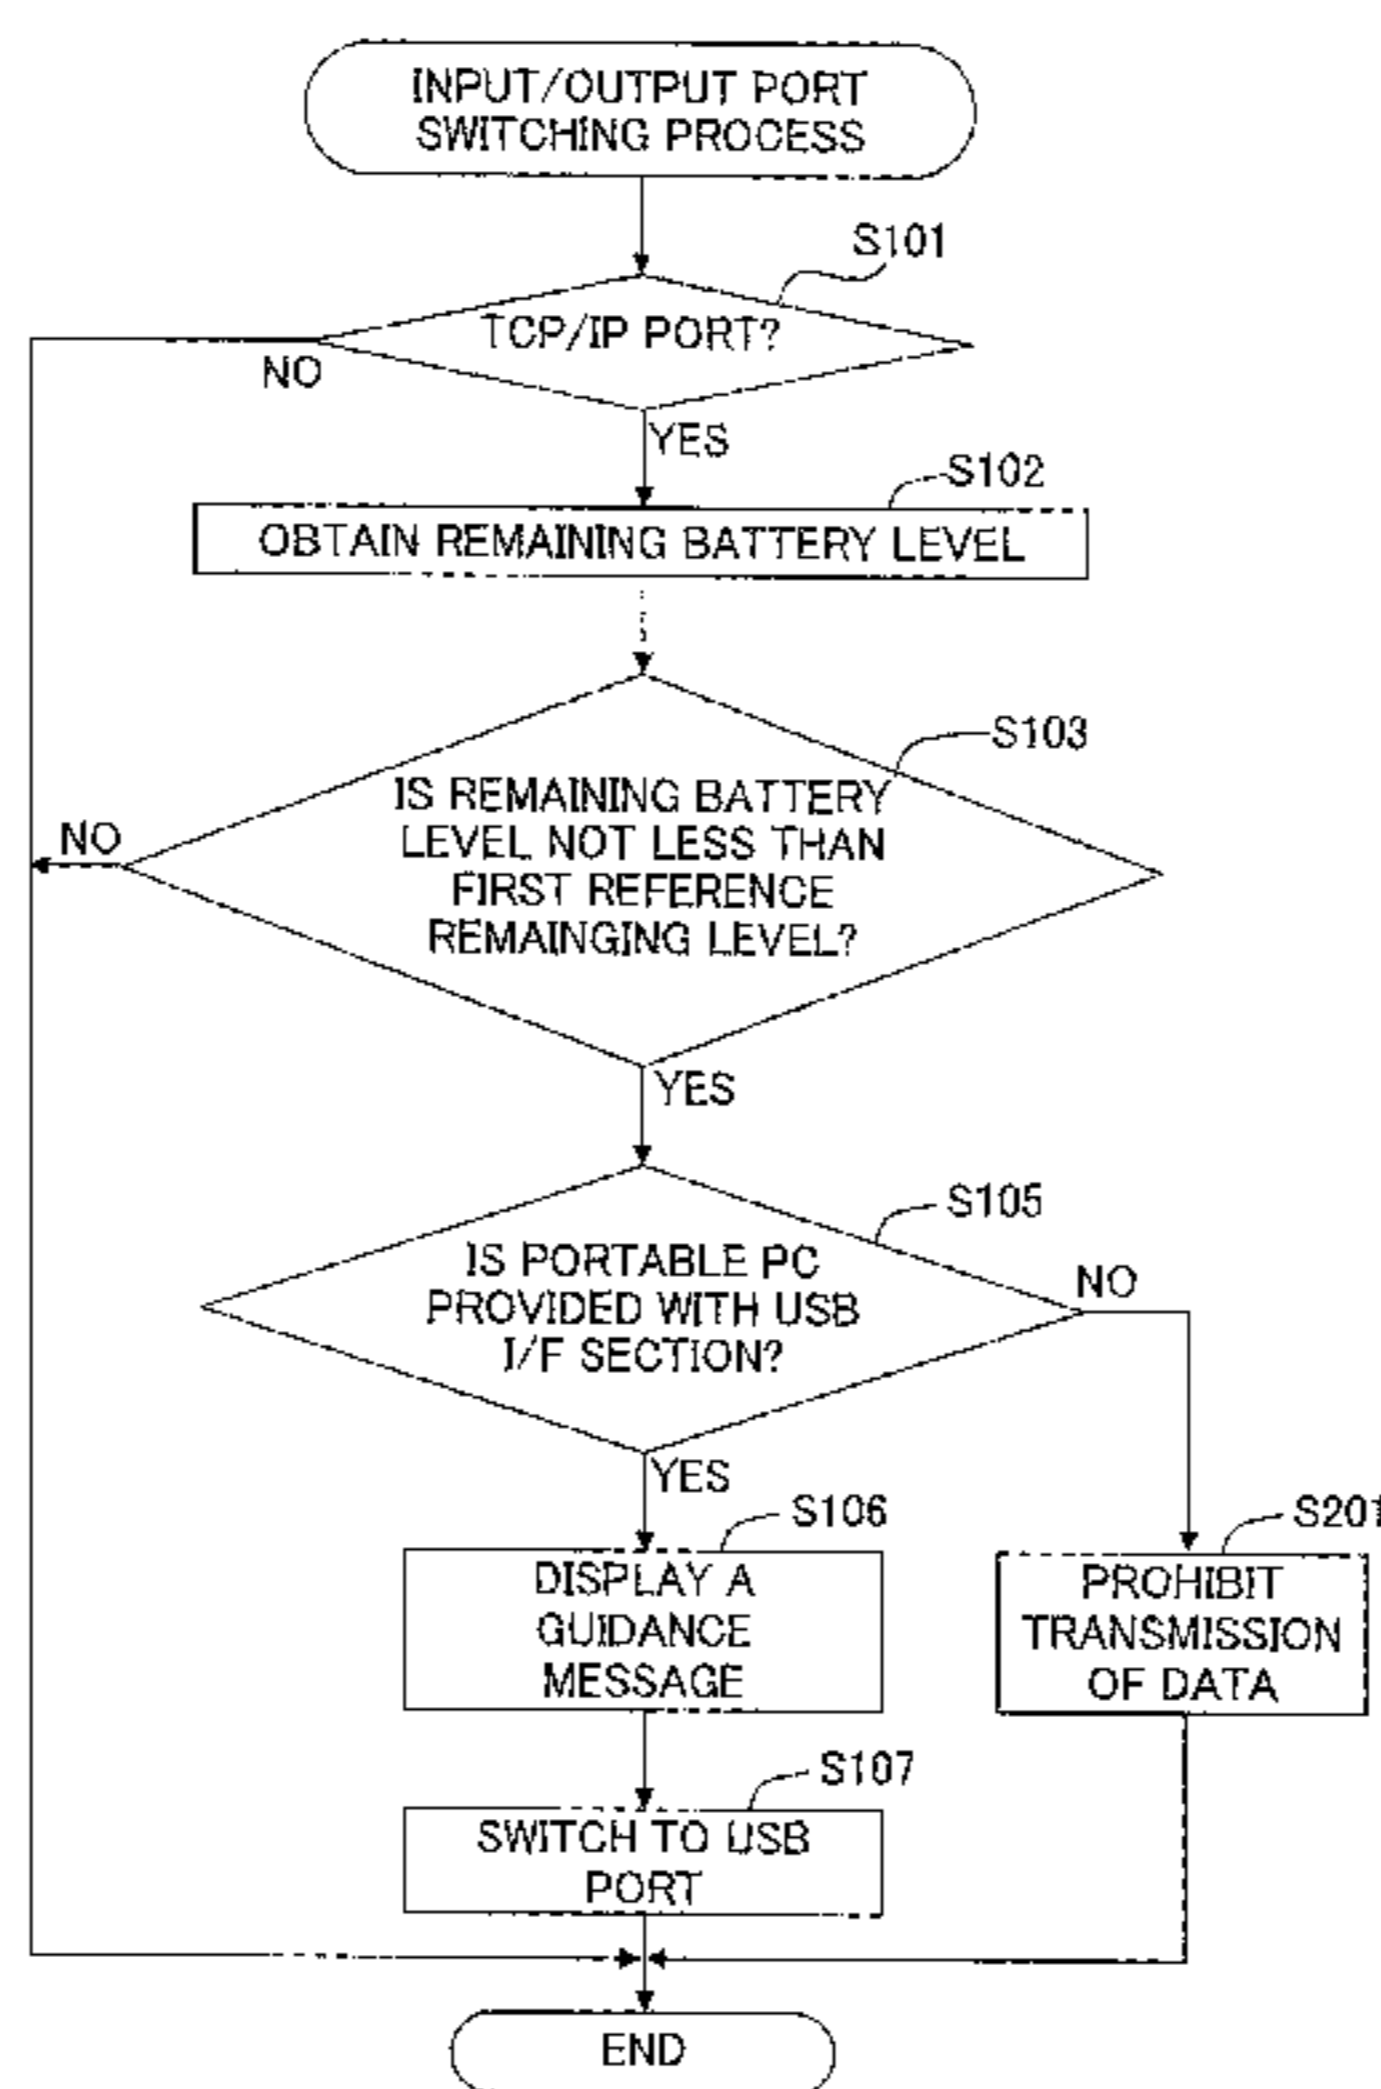 INPUT/OUTPUT PORT
SWITCHING PROCESS
S101
TCP/IP PORT?
NO
YES
S102
OBTAIN REMAINING BATTERY LEVEL
S103
IS REMAINING BATTERY
LEVEL NOT LESS THAN
FIRST REFERENCE
REMAINGING LEVEL?
NO
YES
S105
IS PORTABLE PC
PROVIDED WITH USB
I/F SECTION?
NO
YES
S106
DISPLAY A
GUIDANCE
MESSAGE
S201
PROHIBIT
TRANSMISSION
OF DATA
S107
SWITCH TO USB
PORT
END